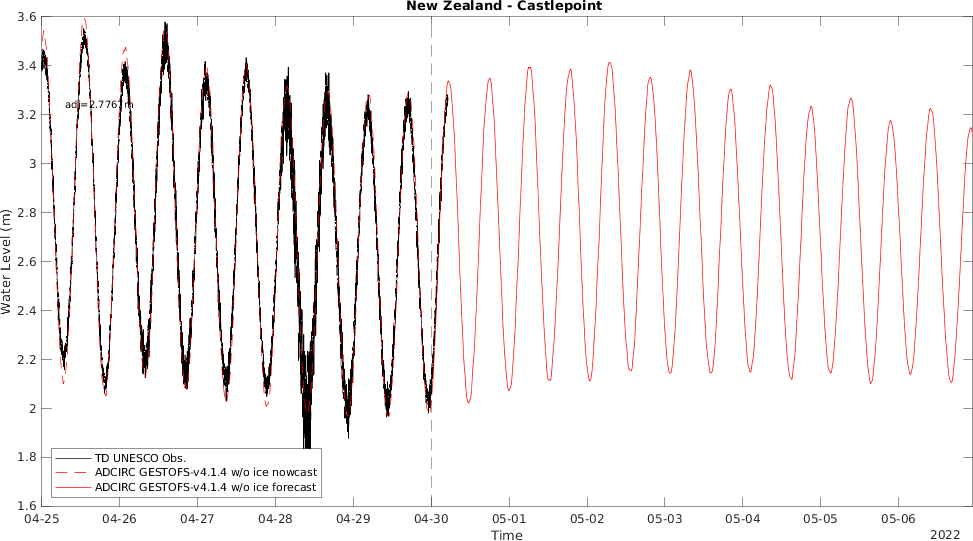 New Zealand - Castlepoint
3.6
3.4
adj=2.7767m
3.2
3
2.8
2.6
2.4
2.2
2
1.8
1.6
Water Level (m)
TD UNESCO Obs.
ADCIRC GESTOFS-v4.1.4 w/o ice nowcast
ADCIRC GESTOFS-v4.1.4 w/o ice forecast
04-25 04-26 04-27 04-28 04-29 04-30 05-01 05-02 05-03 05-04 05-05 05-06
Time
2022